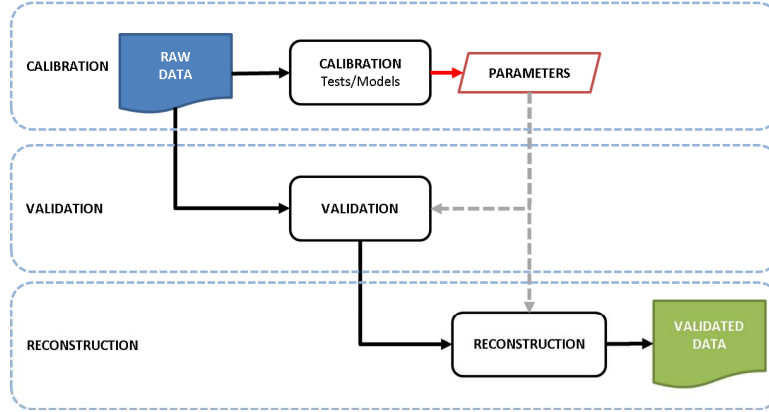 CALIBRATION
RAW
DATA
CALIBRATION
Tests/Models
PARAMETERS
VALIDATION
VALIDATION
RECONSTRUCTION
RECONSTRUCTION
VALIDATED
DATA